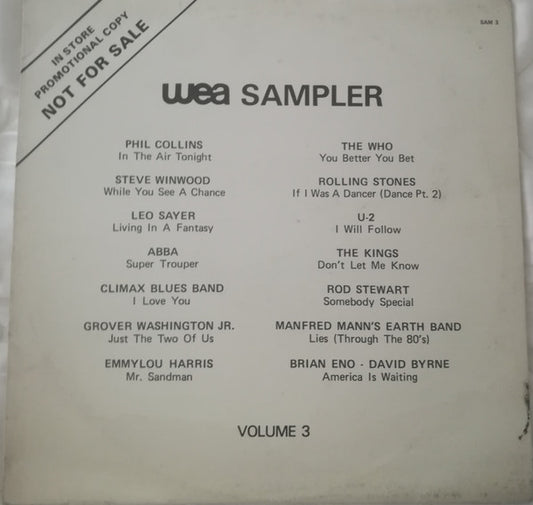 IN STORE
PROMOTIONAL COPY
NOT FOR SALE
SAM 3
wea SAMPLER
PHIL COLLINS
In The Air Tonight
STEVE WINWOOD
While You See A Chance
LEO SAYER
Living In A Fantasy
ABBA
Super Trouper
CLIMAX BLUES BAND
I Love You
GROVER WASHINGTON JR.
Just The Two Of Us
EMMYLOU HARRIS
Mr. Sandman
THE WHO
You Better You Bet
ROLLING STONES
If I Was A Dancer (Dance Pt. 2)
U-2
I Will Follow
THE KINGS
Don't Let Me Know
ROD STEWART
Somebody Special
MANFRED MANN'S EARTH BAND
Lies (Through The 80's)
BRIAN ENO - DAVID BYRNE
America Is Waiting
VOLUME 3